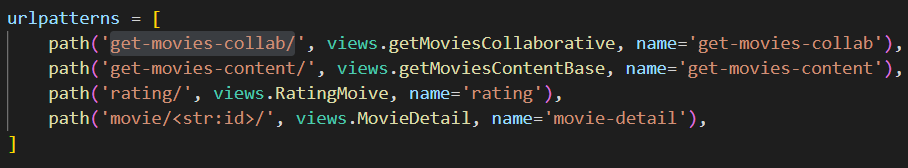 urlpatterns = [
    path('get-movies-collab/', views.getMoviesCollaborative, name='get-movies-collab'),
    path('get-movies-content/', views.getMoviesContentBase, name='get-movies-content'),
    path('rating/', views.RatingMoive, name='rating'),
    path('movie/<str:id>/', views.MovieDetail, name='movie-detail'),
]